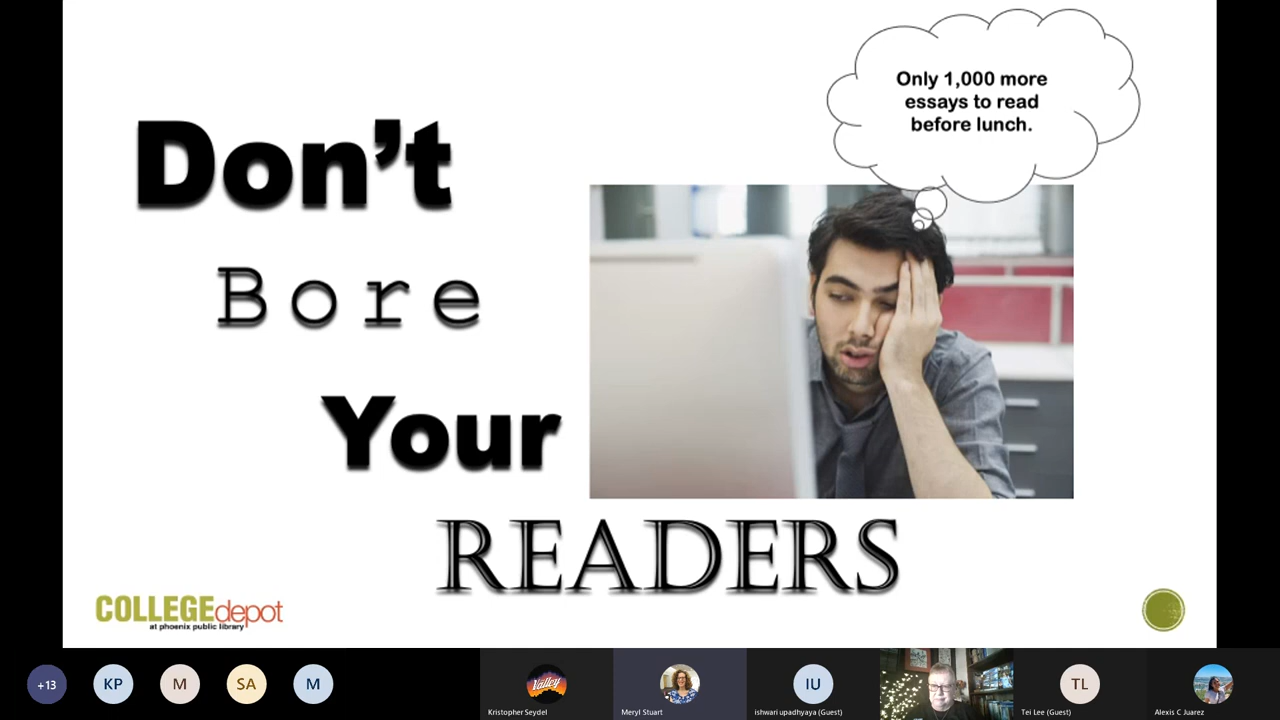 Only 1,000 more
essays to read
before lunch.
Don't
Bore
Your
READERS
COLLEGEdepot
at phoenix public library
+13
KP
M
SA
M
Valley
IU
TL
Kristopher Seydel
Meryl Stuart
ishwari upadhyaya (Guest)
Tei Lee (Guest)
Alexis C Juarez